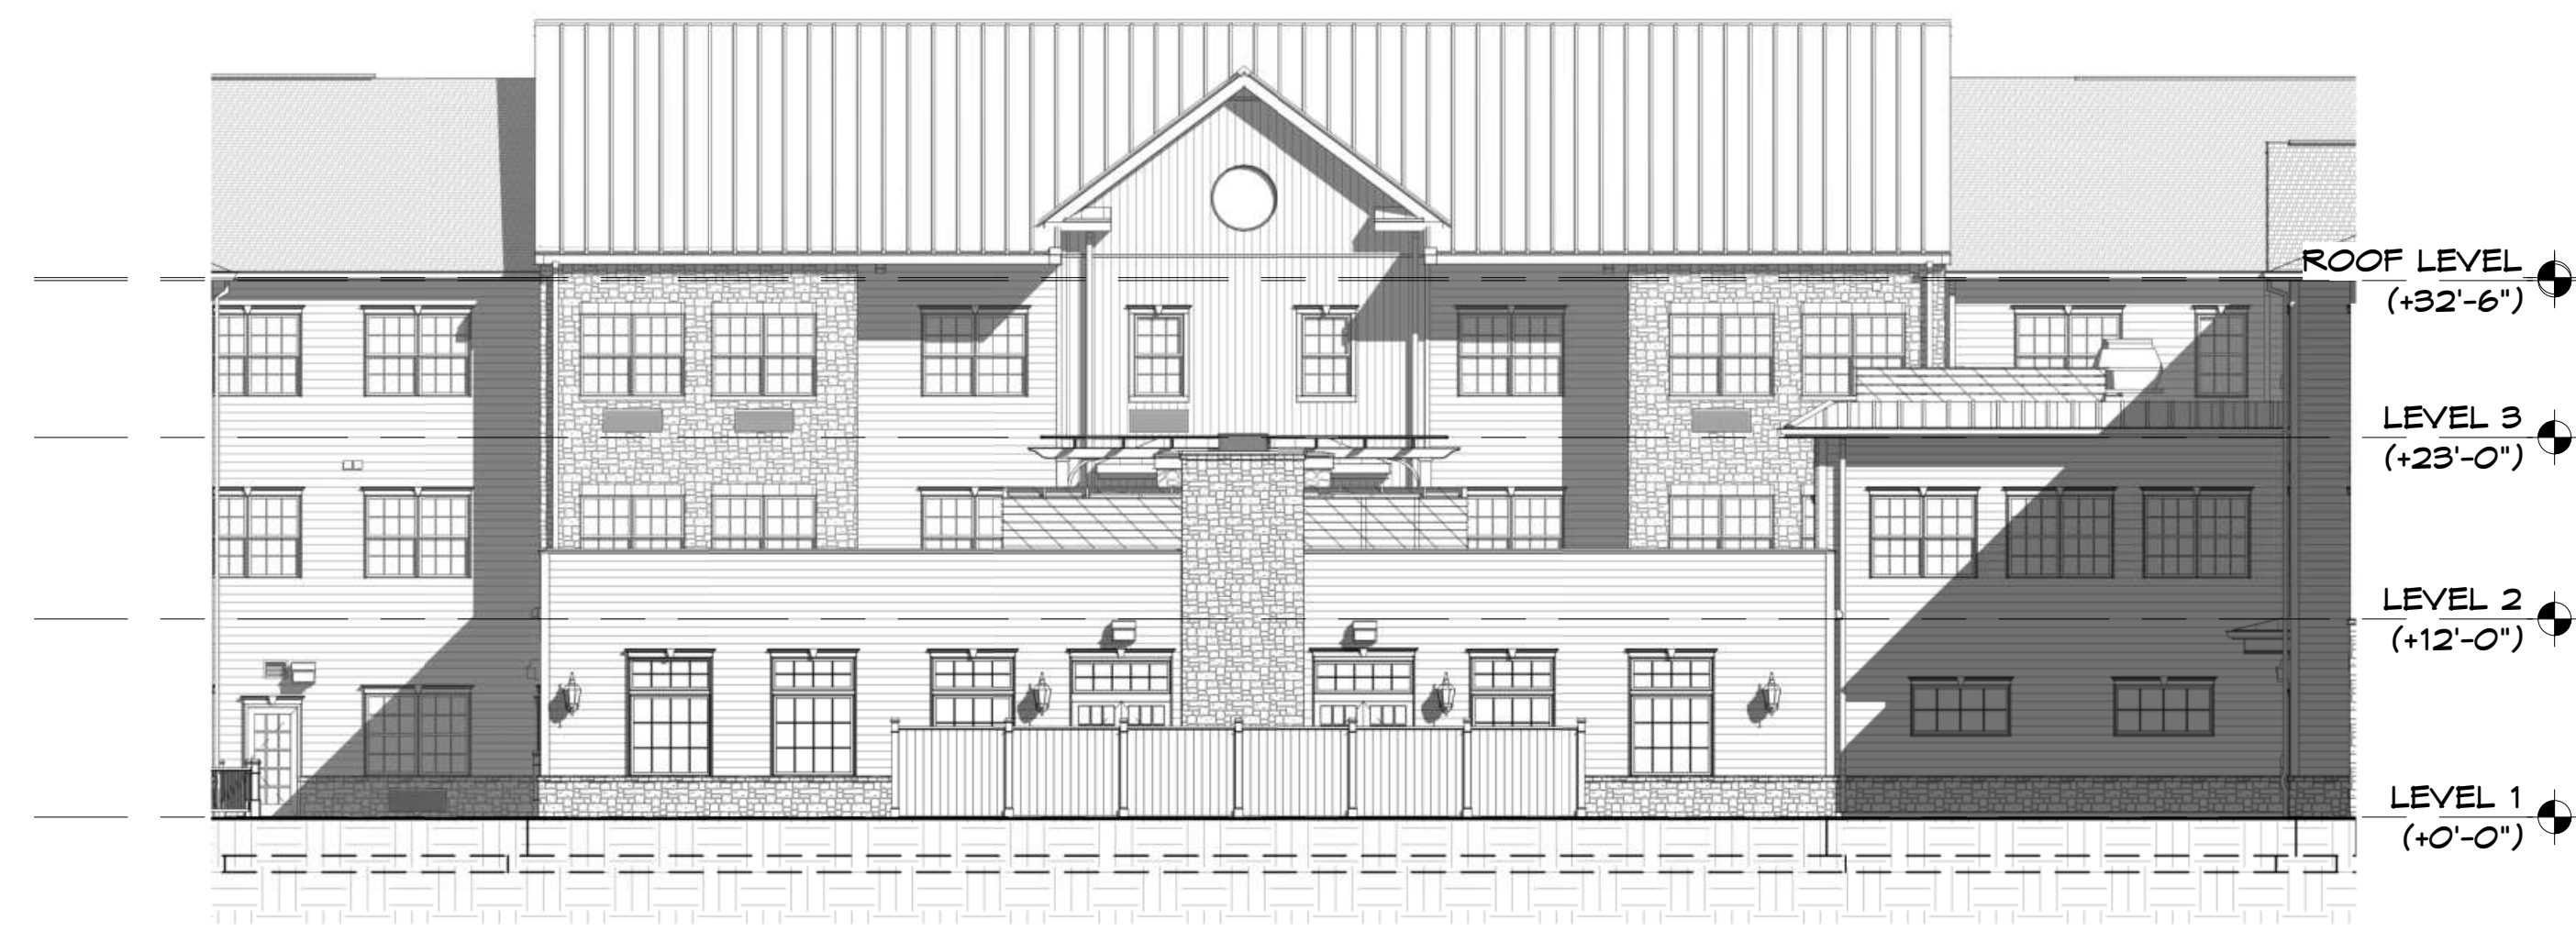 ROOF LEVEL
(+32'-6")
LEVEL 3
(+23'-0")
LEVEL 2
(+12'-0")
LEVEL 1
(+0'-0")